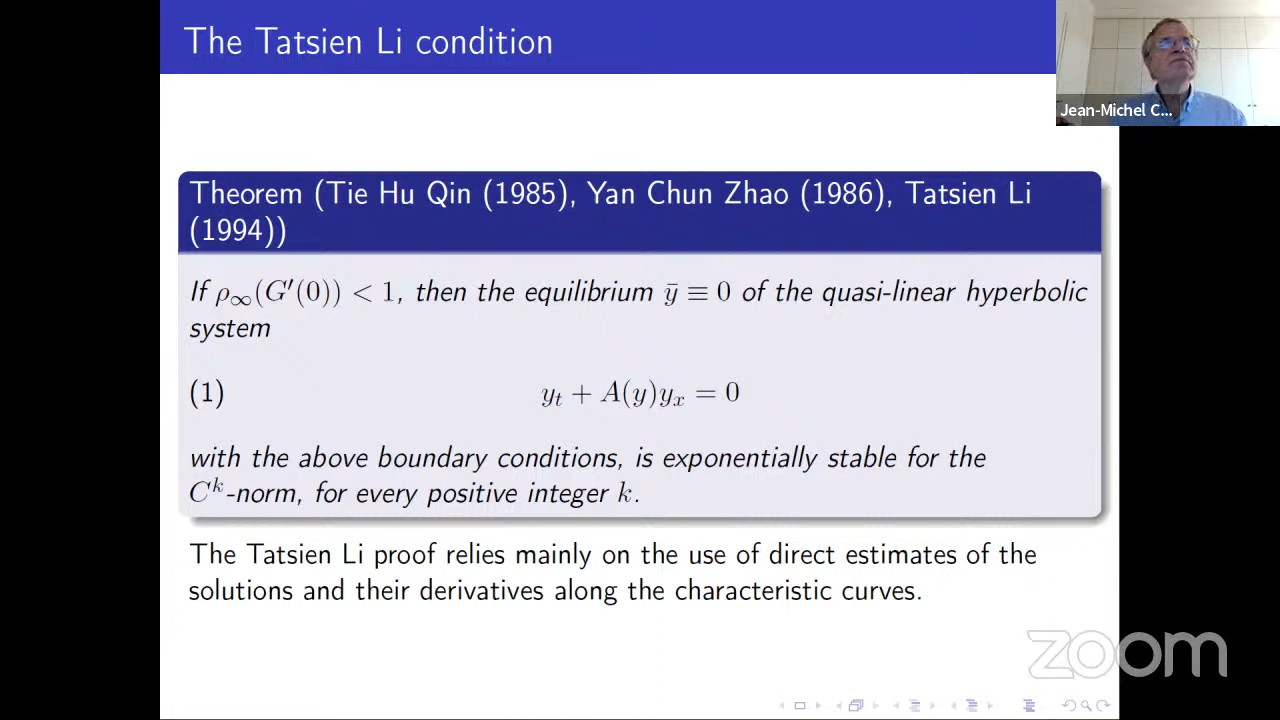 The Tatsien Li condition
Jean-Michel C...
Theorem (Tie Hu Qin (1985), Yan Chun Zhao (1986), Tatsien Li
(1994))
If ρ∞(G′(0)) < 1, then the equilibrium ȳ ≡ 0 of the quasi-linear hyperbolic
system
(1) yₜ + A(y)yₓ = 0
with the above boundary conditions, is exponentially stable for the
Cᵏ-norm, for every positive integer k.
The Tatsien Li proof relies mainly on the use of direct estimates of the
solutions and their derivatives along the characteristic curves.
zoom